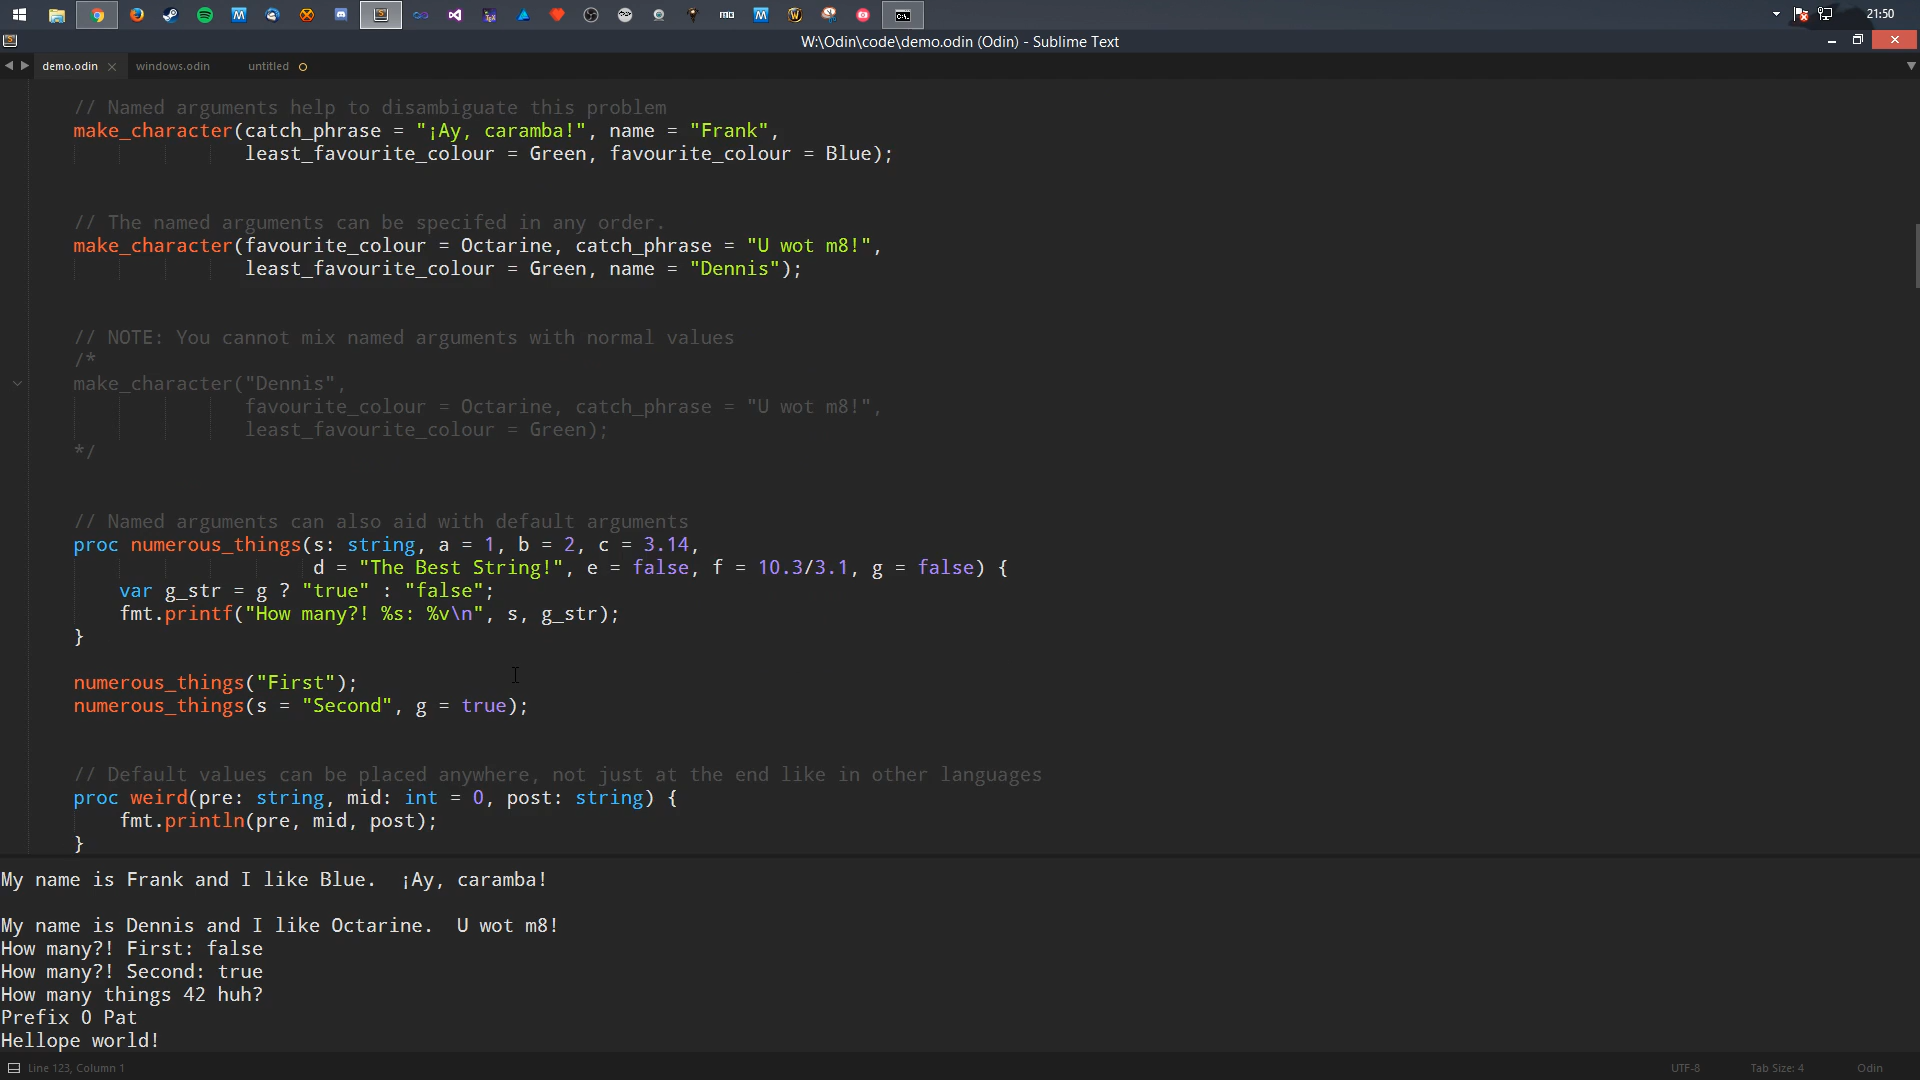 21:50
W:\Odin\code\demo.odin (Odin) - Sublime Text
demo.odin windows.odin untitled
// Named arguments help to disambiguate this problem
make_character(catch_phrase = "¡Ay, caramba!", name = "Frank",
least_favourite_colour = Green, favourite_colour = Blue);
// The named arguments can be specifed in any order.
make_character(favourite_colour = Octarine, catch_phrase = "U wot m8!",
least_favourite_colour = Green, name = "Dennis");
// NOTE: You cannot mix named arguments with normal values
/*
make_character("Dennis",
favourite_colour = Octarine, catch_phrase = "U wot m8!",
least_favourite_colour = Green);
*/
// Named arguments can also aid with default arguments
proc numerous_things(s: string, a = 1, b = 2, c = 3.14,
d = "The Best String!", e = false, f = 10.3/3.1, g = false) {
var g_str = g ? "true" : "false";
fmt.printf("How many?! %s: %v\n", s, g_str);
}
numerous_things("First");
numerous_things(s = "Second", g = true);
// Default values can be placed anywhere, not just at the end like in other languages
proc weird(pre: string, mid: int = 0, post: string) {
fmt.println(pre, mid, post);
}
My name is Frank and I like Blue.  ¡Ay, caramba!
My name is Dennis and I like Octarine.  U wot m8!
How many?! First: false
How many?! Second: true
How many things 42 huh?
Prefix 0 Pat
Hellope world!
Line 123, Column 1 UTF-8 Tab Size: 4 Odin